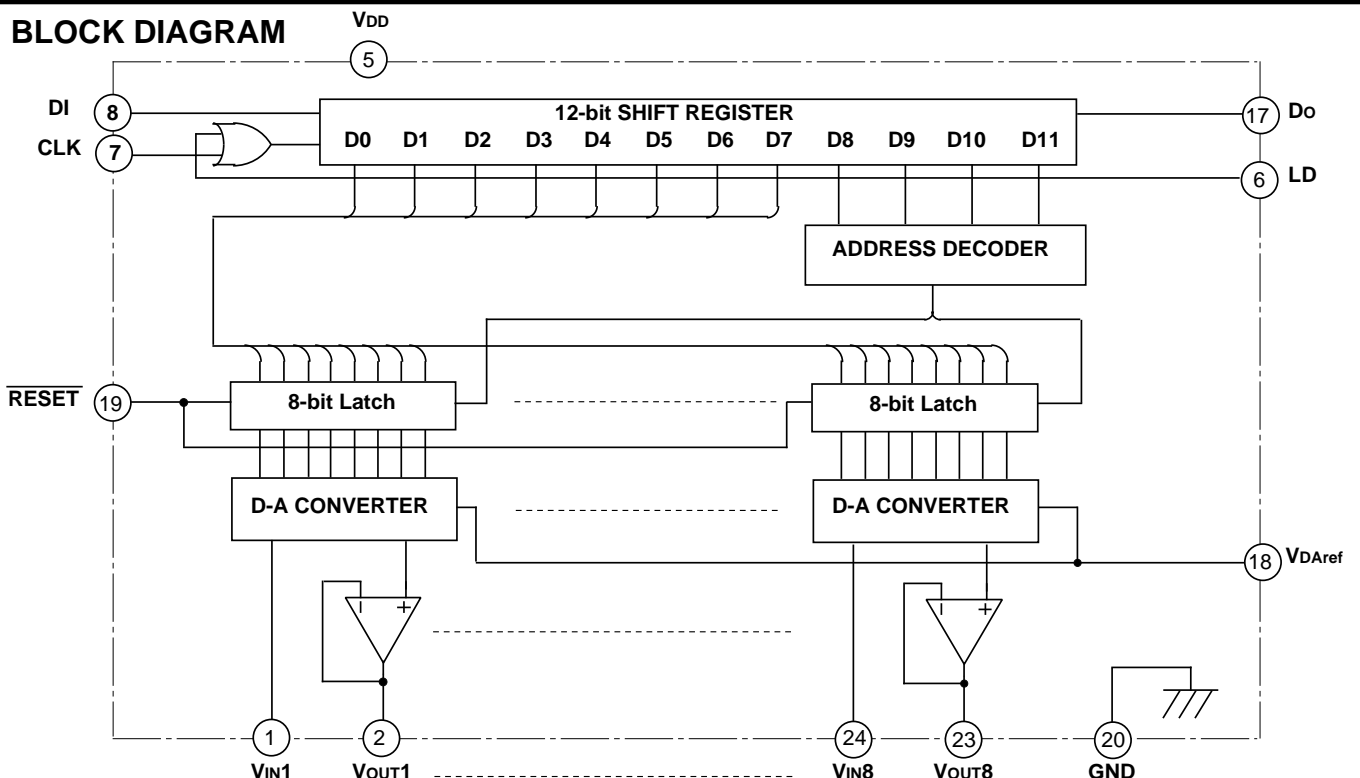 BLOCK DIAGRAM
VDD
5
DI 8
12-bit SHIFT REGISTER
17 Do
CLK 7
D0 D1 D2 D3 D4 D5 D6 D7 D8 D9 D10 D11
6 LD
ADDRESS DECODER
RESET 19
8-bit Latch
8-bit Latch
D-A CONVERTER
D-A CONVERTER
18 VDAref
- +
- +
1 2 24 23 20
VIN1 VOUT1 VIN8 VOUT8 GND